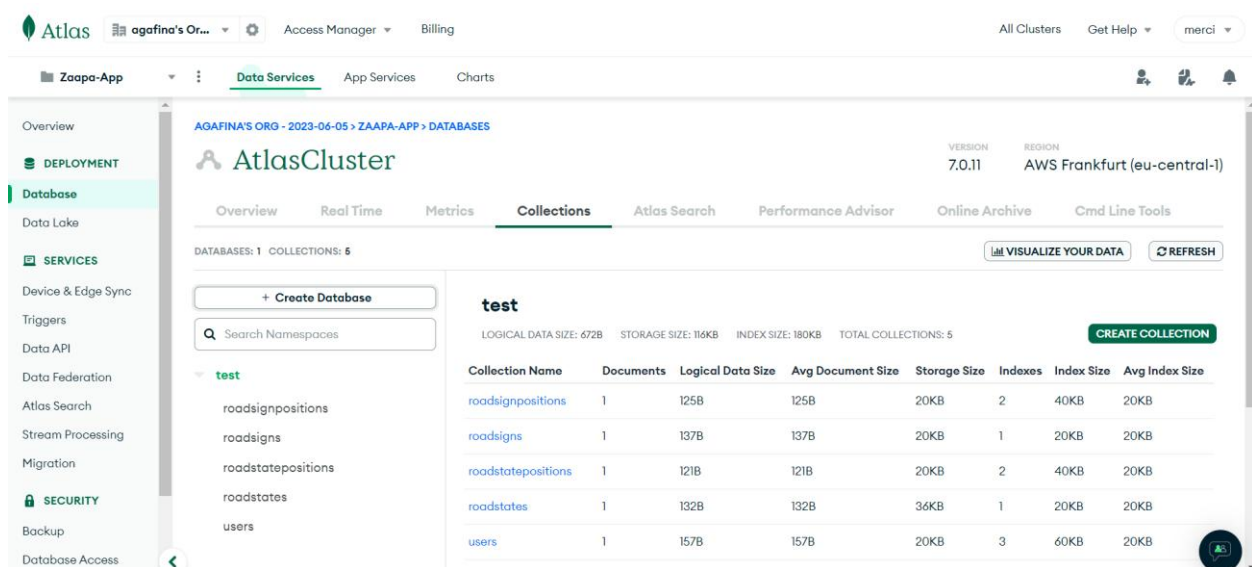 Atlas agafina's Or... Access Manager Billing All Clusters Get Help merci
Zaapa-App Data Services App Services Charts
Overview
DEPLOYMENT
Database
Data Lake
SERVICES
Device & Edge Sync
Triggers
Data API
Data Federation
Atlas Search
Stream Processing
Migration
SECURITY
Backup
Database Access
AGAFINA'S ORG - 2023-06-05 > ZAAPA-APP > DATABASES
AtlasCluster
VERSION REGION
7.0.11 AWS Frankfurt (eu-central-1)
Overview Real Time Metrics Collections Atlas Search Performance Advisor Online Archive Cmd Line Tools
DATABASES: 1 COLLECTIONS: 5 VISUALIZE YOUR DATA REFRESH
+ Create Database
Search Namespaces
test
roadsignpositions
roadsigns
roadstatepositions
roadstates
users
test
LOGICAL DATA SIZE: 672B STORAGE SIZE: 116KB INDEX SIZE: 180KB TOTAL COLLECTIONS: 5 CREATE COLLECTION
Collection Name Documents Logical Data Size Avg Document Size Storage Size Indexes Index Size Avg Index Size
roadsignpositions 1 125B 125B 20KB 2 40KB 20KB
roadsigns 1 137B 137B 20KB 1 20KB 20KB
roadstatepositions 1 121B 121B 20KB 2 40KB 20KB
roadstates 1 132B 132B 36KB 1 20KB 20KB
users 1 157B 157B 20KB 3 60KB 20KB